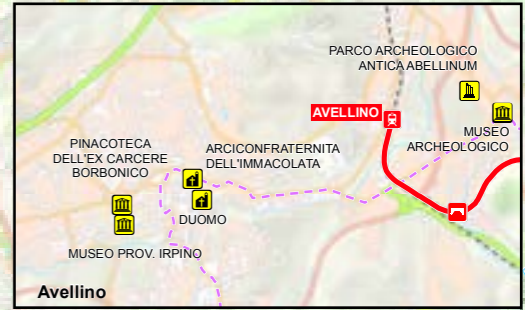 PARCO ARCHEOLOGICO
ANTICA ABELLINUM
AVELLINO
MUSEO
ARCHEOLOGICO
PINACOTECA
DELL'EX CARCERE
BORBONICO
ARCICONFRATERNITA
DELL'IMMACOLATA
DUOMO
MUSEO PROV. IRPINO
Avellino